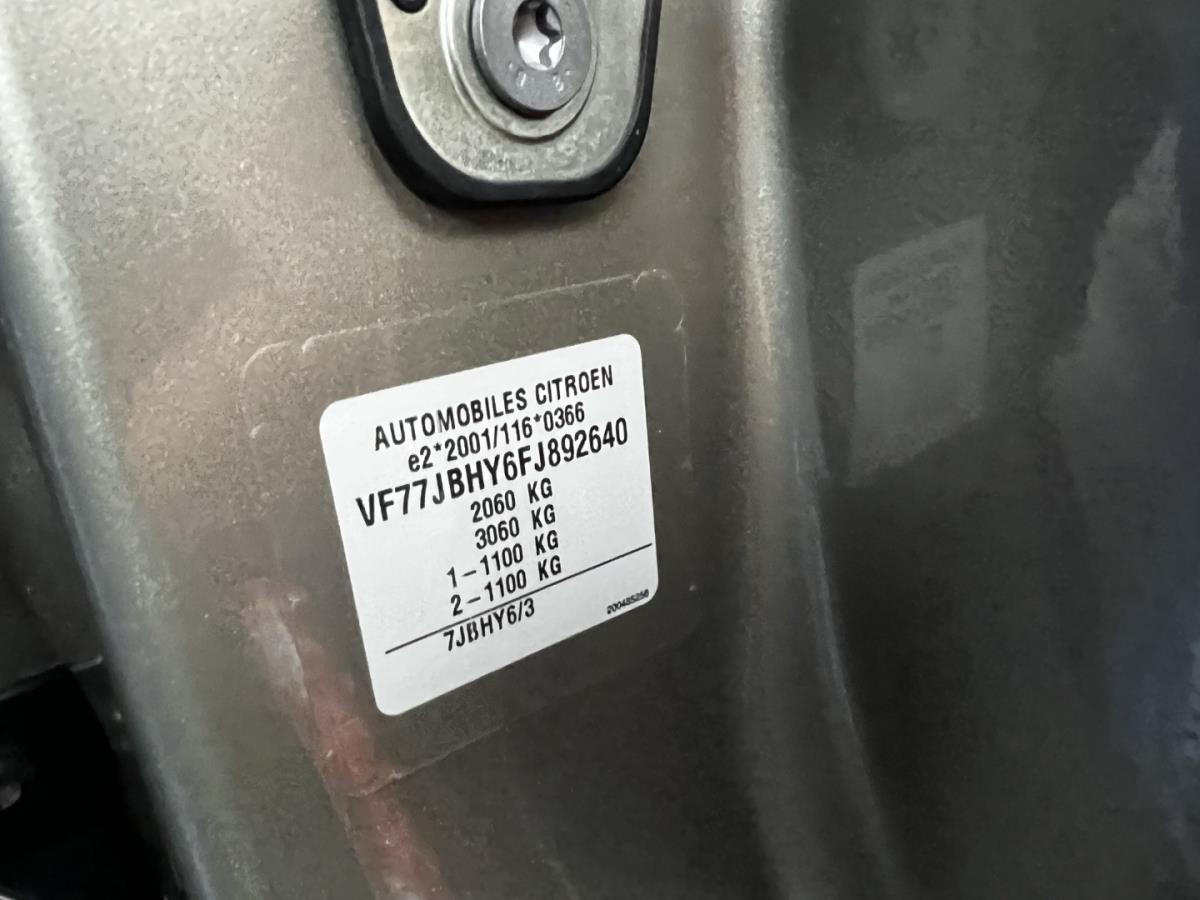 AUTOMOBILES CITROEN
e2*2001/116*0366
VF77JBHY6FJ892640
2060 KG
3060 KG
1-1100 KG
2-1100 KG
7JBHY6/3